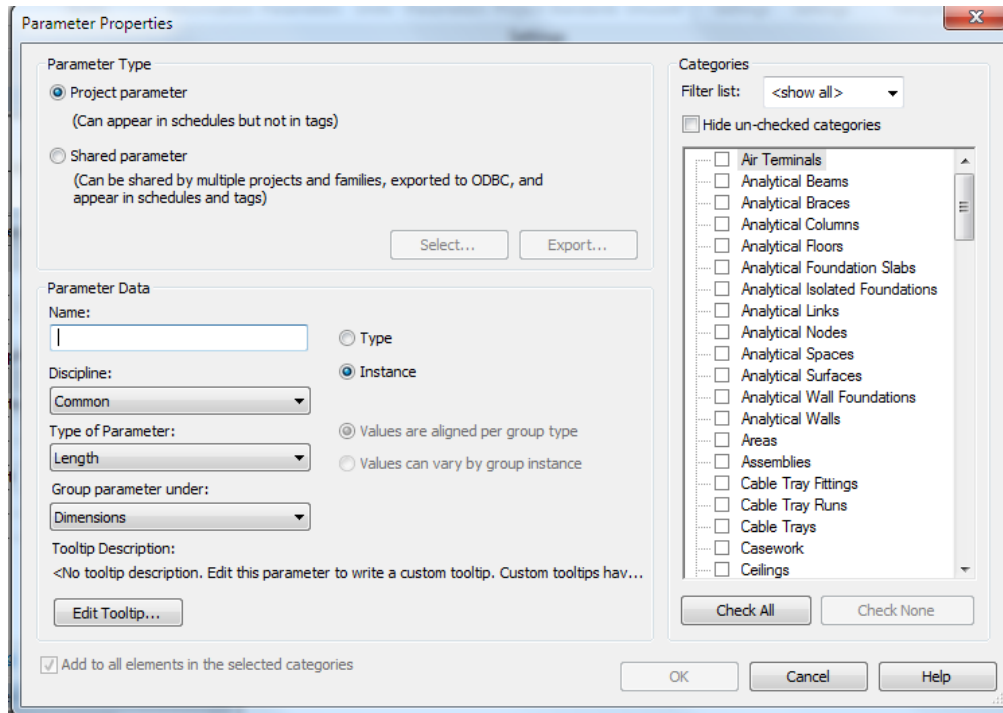 Parameter Properties
Parameter Type
Project parameter
(Can appear in schedules but not in tags)
Shared parameter
(Can be shared by multiple projects and families, exported to ODBC, and
appear in schedules and tags)
Select...
Export...
Parameter Data
Name:
Type
Discipline:
Instance
Common
Type of Parameter:
Values are aligned per group type
Length
Values can vary by group instance
Group parameter under:
Dimensions
Tooltip Description:
<No tooltip description. Edit this parameter to write a custom tooltip. Custom tooltips hav...
Edit Tooltip...
Add to all elements in the selected categories
Categories
Filter list:
<show all>
Hide un-checked categories
Air Terminals
Analytical Beams
Analytical Braces
Analytical Columns
Analytical Floors
Analytical Foundation Slabs
Analytical Isolated Foundations
Analytical Links
Analytical Nodes
Analytical Spaces
Analytical Surfaces
Analytical Wall Foundations
Analytical Walls
Areas
Assemblies
Cable Tray Fittings
Cable Tray Runs
Cable Trays
Casework
Ceilings
Check All
Check None
OK
Cancel
Help